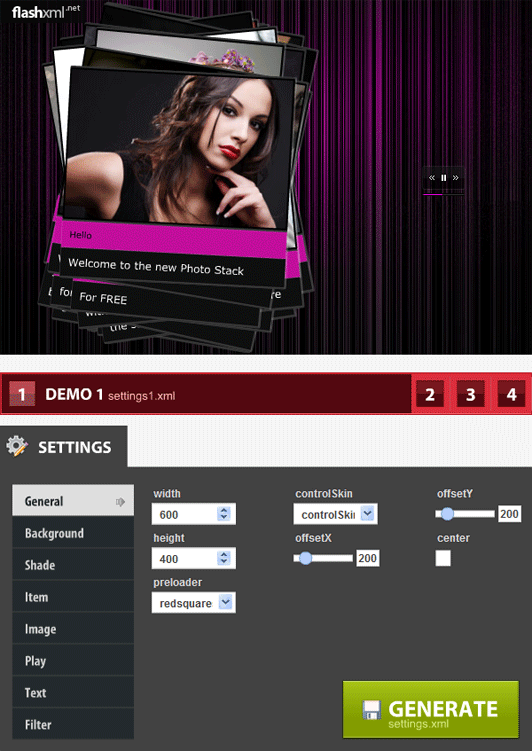 flashxml.net
Hello
Welcome to the new Photo Stack
For FREE
1 DEMO 1 settings1.xml 2 3 4
SETTINGS
General
Background
Shade
Item
Image
Play
Text
Filter
width
600
height
400
preloader
redsquare
controlSkin
controlSkin
offsetX
200
offsetY
200
center
GENERATE
settings.xml